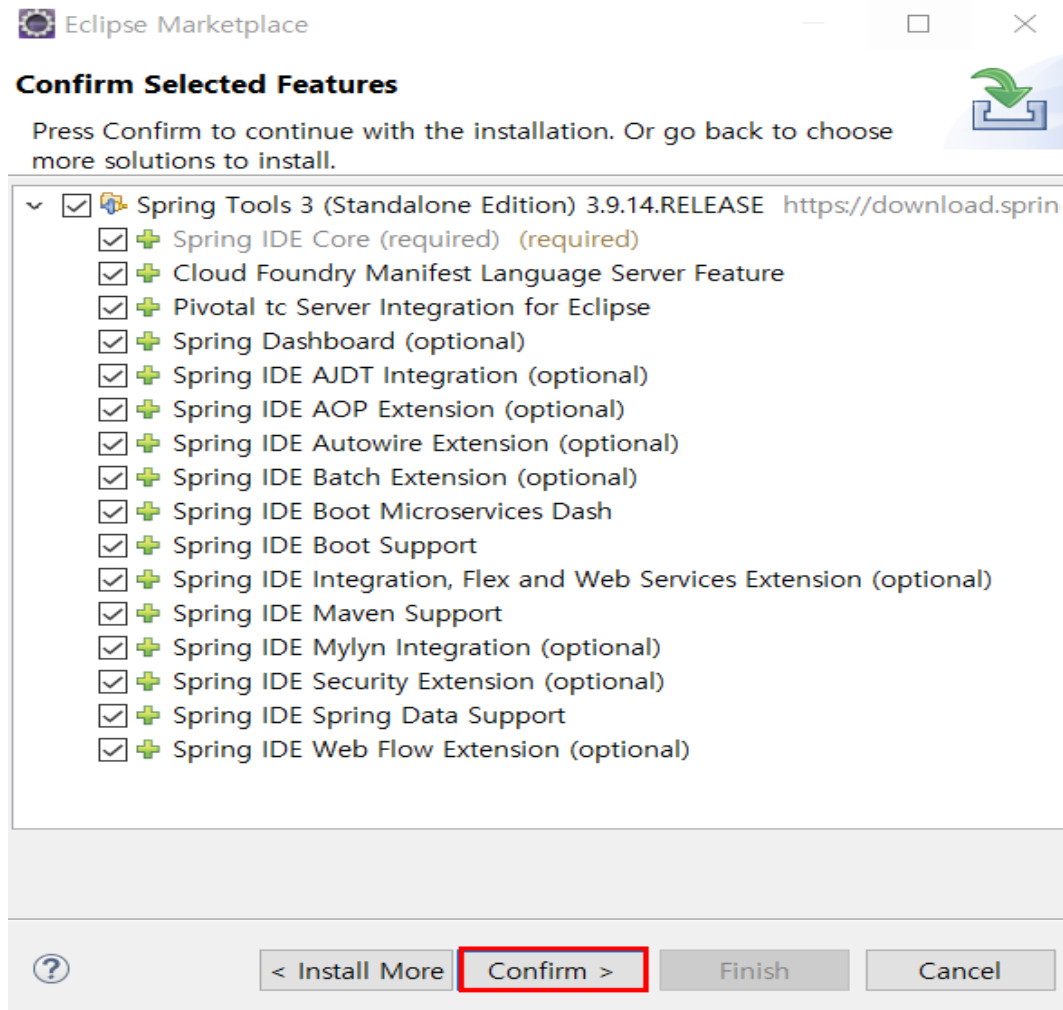 Eclipse Marketplace
Confirm Selected Features
Press Confirm to continue with the installation. Or go back to choose
more solutions to install.
Spring Tools 3 (Standalone Edition) 3.9.14.RELEASE https://download.sprin
Spring IDE Core (required) (required)
Cloud Foundry Manifest Language Server Feature
Pivotal tc Server Integration for Eclipse
Spring Dashboard (optional)
Spring IDE AJDT Integration (optional)
Spring IDE AOP Extension (optional)
Spring IDE Autowire Extension (optional)
Spring IDE Batch Extension (optional)
Spring IDE Boot Microservices Dash
Spring IDE Boot Support
Spring IDE Integration, Flex and Web Services Extension (optional)
Spring IDE Maven Support
Spring IDE Mylyn Integration (optional)
Spring IDE Security Extension (optional)
Spring IDE Spring Data Support
Spring IDE Web Flow Extension (optional)
? < Install More Confirm > Finish Cancel